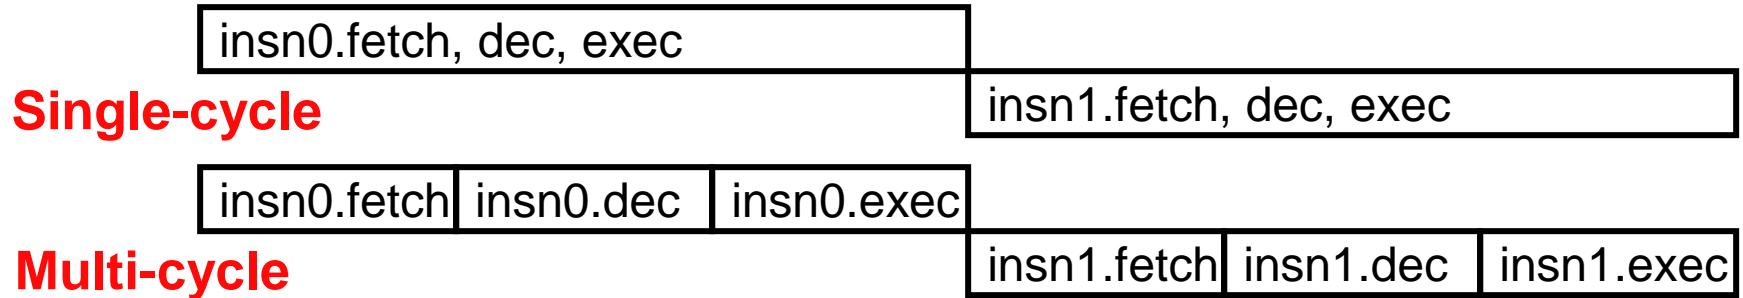 insn0.fetch, dec, exec
Single-cycle
insn1.fetch, dec, exec
insn0.fetch insn0.dec insn0.exec
Multi-cycle
insn1.fetch insn1.dec insn1.exec